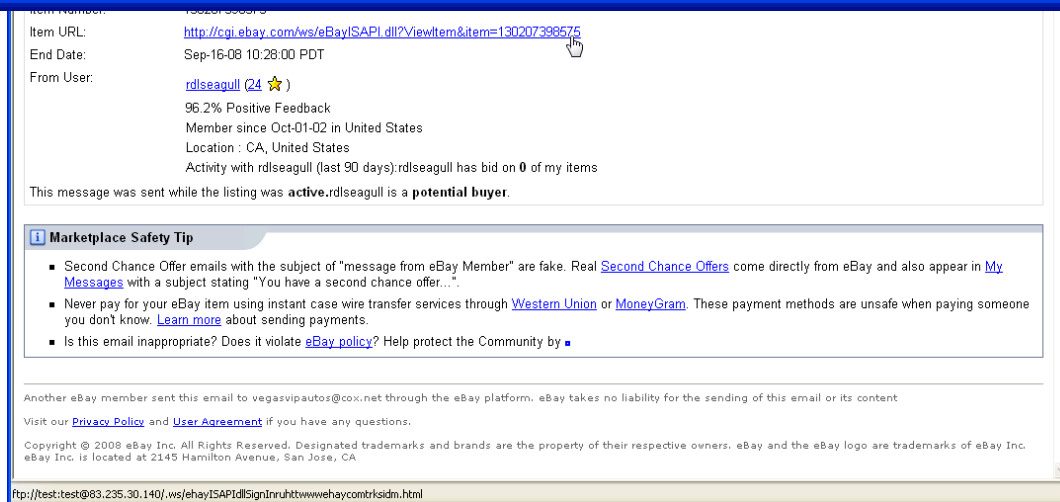 Item Number: 130207398575
Item URL: http://cgi.ebay.com/ws/eBayISAPI.dll?ViewItem&item=130207398575
End Date: Sep-16-08 10:28:00 PDT
From User:
rdlseagull (24 )
96.2% Positive Feedback
Member since Oct-01-02 in United States
Location : CA, United States
Activity with rdlseagull (last 90 days):rdlseagull has bid on 0 of my items
This message was sent while the listing was active.rdlseagull is a potential buyer.
Marketplace Safety Tip
Second Chance Offer emails with the subject of "message from eBay Member" are fake. Real Second Chance Offers come directly from eBay and also appear in My
Messages with a subject stating "You have a second chance offer...".
Never pay for your eBay item using instant case wire transfer services through Western Union or MoneyGram. These payment methods are unsafe when paying someone
you don't know. Learn more about sending payments.
Is this email inappropriate? Does it violate eBay policy? Help protect the Community by
Another eBay member sent this email to vegasvipautos@cox.net through the eBay platform. eBay takes no liability for the sending of this email or its content
Visit our Privacy Policy and User Agreement if you have any questions.
Copyright © 2008 eBay Inc. All Rights Reserved. Designated trademarks and brands are the property of their respective owners. eBay and the eBay logo are trademarks of eBay Inc.
eBay Inc. is located at 2145 Hamilton Avenue, San Jose, CA
ftp://test:test@83.235.30.140/.ws/ehayISAPIdllSignInruhttwwwehaycomtrksidm.html